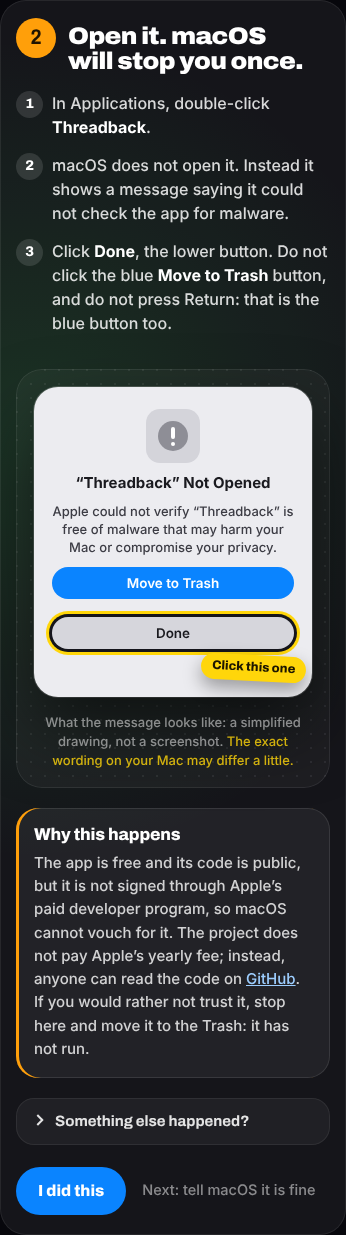 2
Open it. macOS
will stop you once.
1
In Applications, double-click
Threadback.
2
macOS does not open it. Instead it
shows a message saying it could
not check the app for malware.
3
Click Done, the lower button. Do not
click the blue Move to Trash button,
and do not press Return: that is the
blue button too.
“Threadback” Not Opened
Apple could not verify “Threadback” is
free of malware that may harm your
Mac or compromise your privacy.
Move to Trash
Done
Click this one
What the message looks like: a simplified
drawing, not a screenshot. The exact
wording on your Mac may differ a little.
Why this happens
The app is free and its code is public,
but it is not signed through Apple’s
paid developer program, so macOS
cannot vouch for it. The project does
not pay Apple’s yearly fee; instead,
anyone can read the code on GitHub.
If you would rather not trust it, stop
here and move it to the Trash: it has
not run.
Something else happened?
I did this
Next: tell macOS it is fine